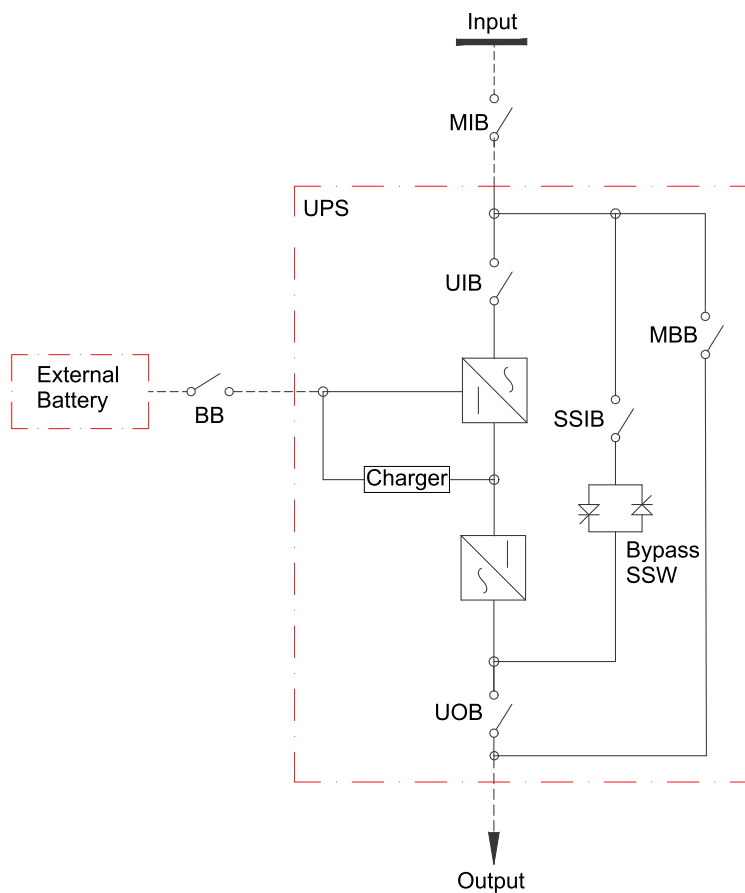 Input
MIB
UPS
UIB
MBB
External
Battery
BB
SSIB
Charger
Bypass
SSW
UOB
Output